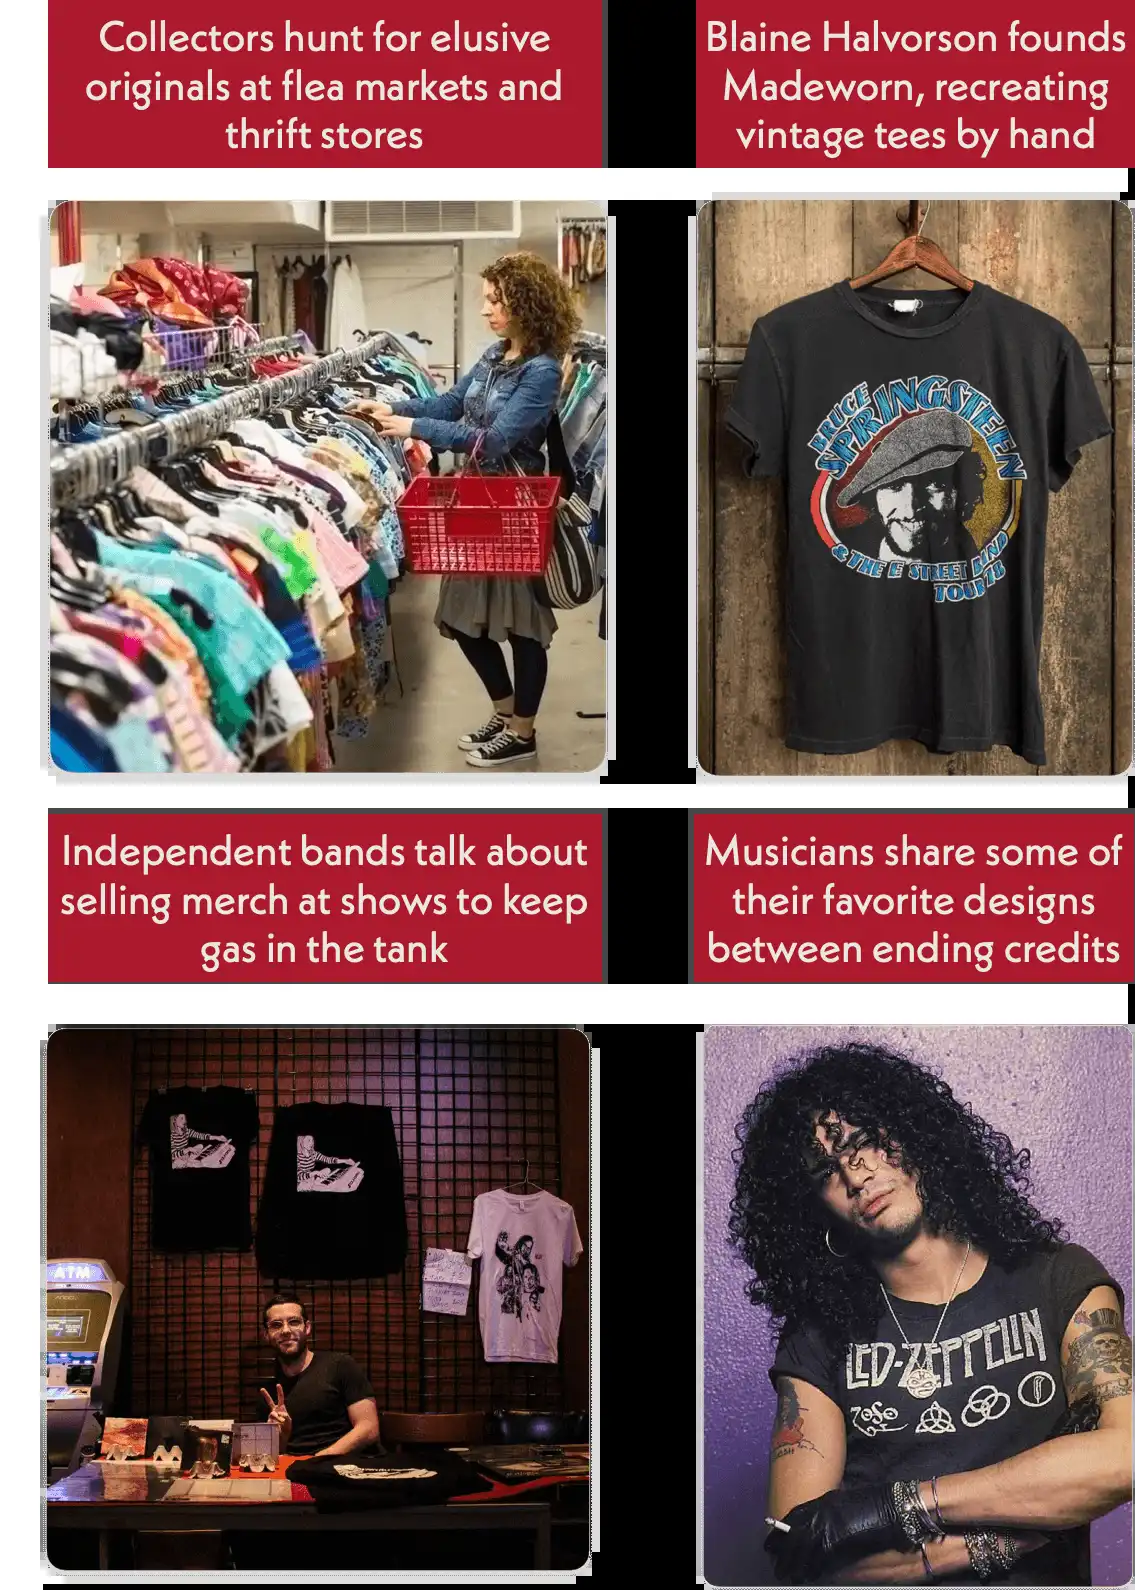 Collectors hunt for elusive
originals at flea markets and
thrift stores
Blaine Halvorson founds
Madeworn, recreating
vintage tees by hand
BRUCE
SPRINGSTEEN
& THE E STREET BAND
TOUR 78
Independent bands talk about
selling merch at shows to keep
gas in the tank
Musicians share some of
their favorite designs
between ending credits
ATM
LED-ZEPPELIN
ZOSO